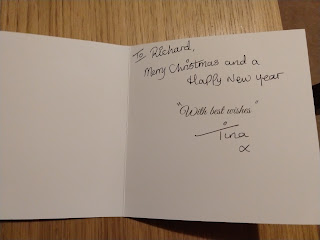 To Richard,
Merry Christmas and a
Happy New year
"With best wishes"
Tina
x